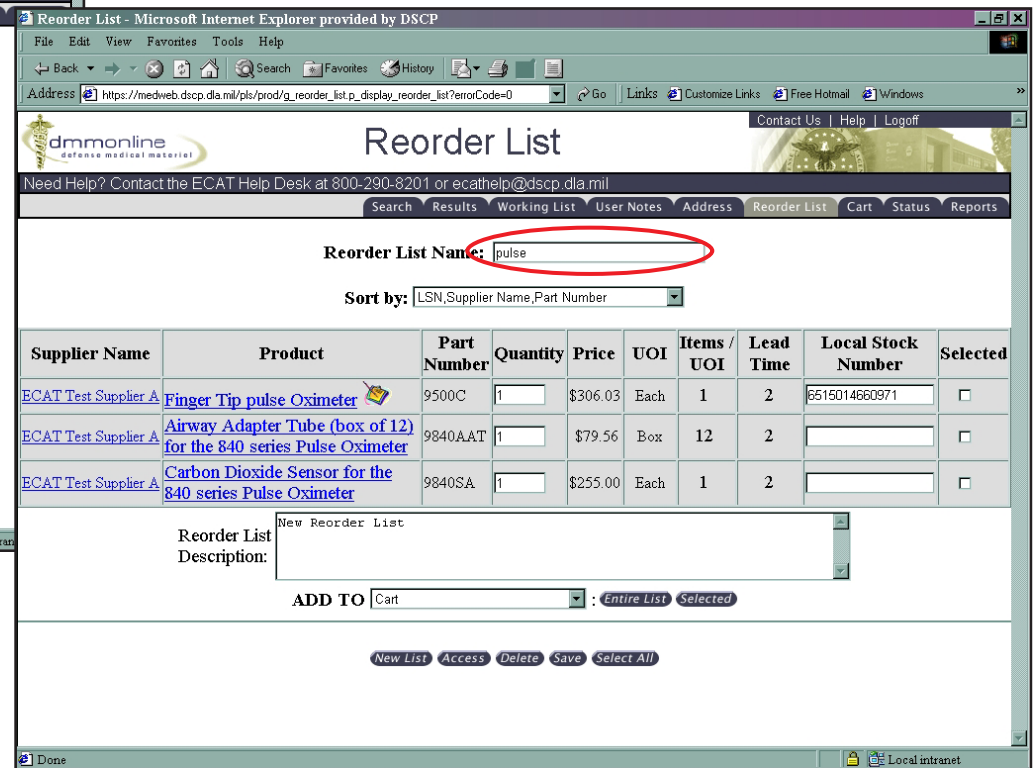 Reorder List - Microsoft Internet Explorer provided by DSCP
File Edit View Favorites Tools Help
Back Search Favorites History
Address https://medweb.dscp.dla.mil/pls/prod/g_reorder_list.p_display_reorder_list?errorCode=0 Go Links Customize Links Free Hotmail Windows »
Contact Us | Help | Logoff
dmmonline
defense medical material
Reorder List
Need Help? Contact the ECAT Help Desk at 800-290-8201 or ecathelp@dscp.dla.mil
Search Results Working List User Notes Address Reorder List Cart Status Reports
Reorder List Name: pulse
Sort by: LSN,Supplier Name,Part Number
Supplier Name Product Part Number Quantity Price UOI Items / UOI Lead Time Local Stock Number Selected
ECAT Test Supplier A Finger Tip pulse Oximeter 9500C 1 $306.03 Each 1 2 6515014660971
ECAT Test Supplier A Airway Adapter Tube (box of 12) for the 840 series Pulse Oximeter 9840AAT 1 $79.56 Box 12 2
ECAT Test Supplier A Carbon Dioxide Sensor for the 840 series Pulse Oximeter 9840SA 1 $255.00 Each 1 2
Reorder List Description: New Reorder List
ADD TO Cart : Entire List Selected
New List Access Delete Save Select All
Done Local intranet